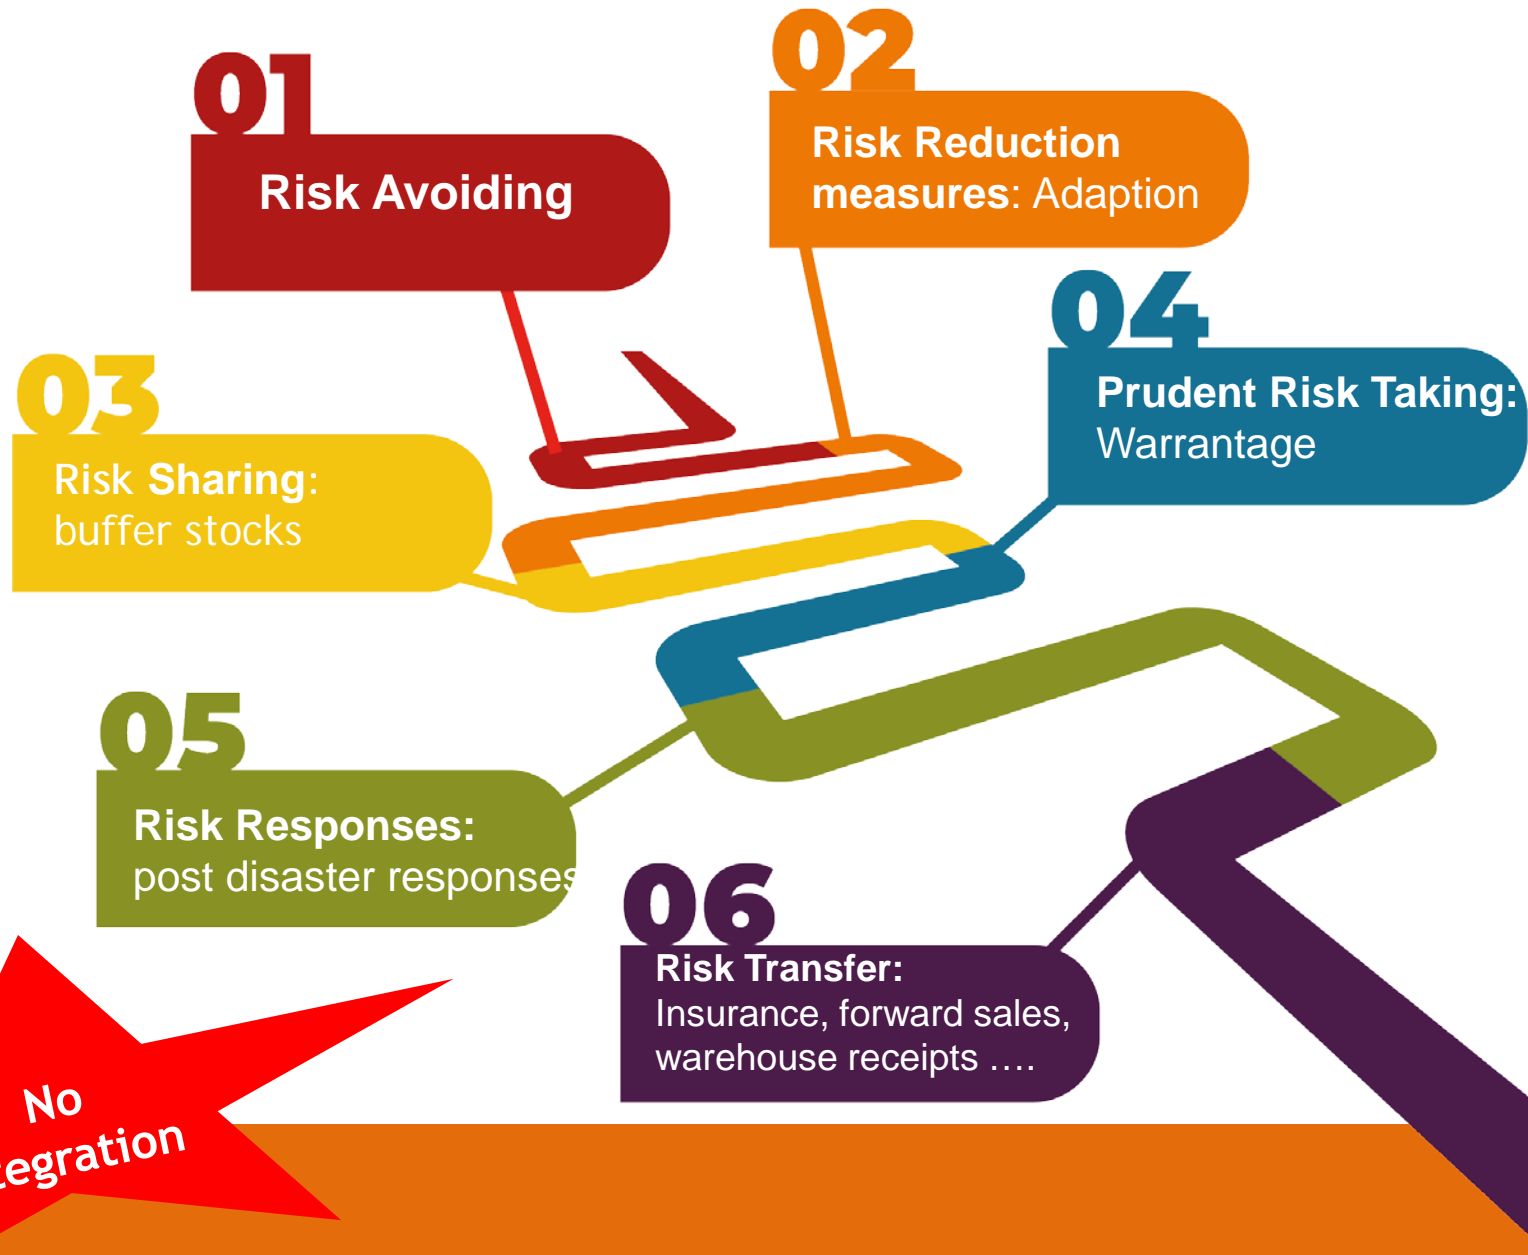 01
Risk Avoiding
02
Risk Reduction
measures: Adaption
03
Risk Sharing:
buffer stocks
04
Prudent Risk Taking:
Warrantage
05
Risk Responses:
post disaster responses
06
Risk Transfer:
Insurance, forward sales,
warehouse receipts ....
No